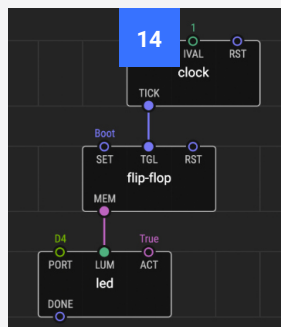 14
1
IVAL RST
clock
TICK
Boot
SET TGL RST
flip-flop
MEM
D4 True
PORT LUM ACT
led
DONE